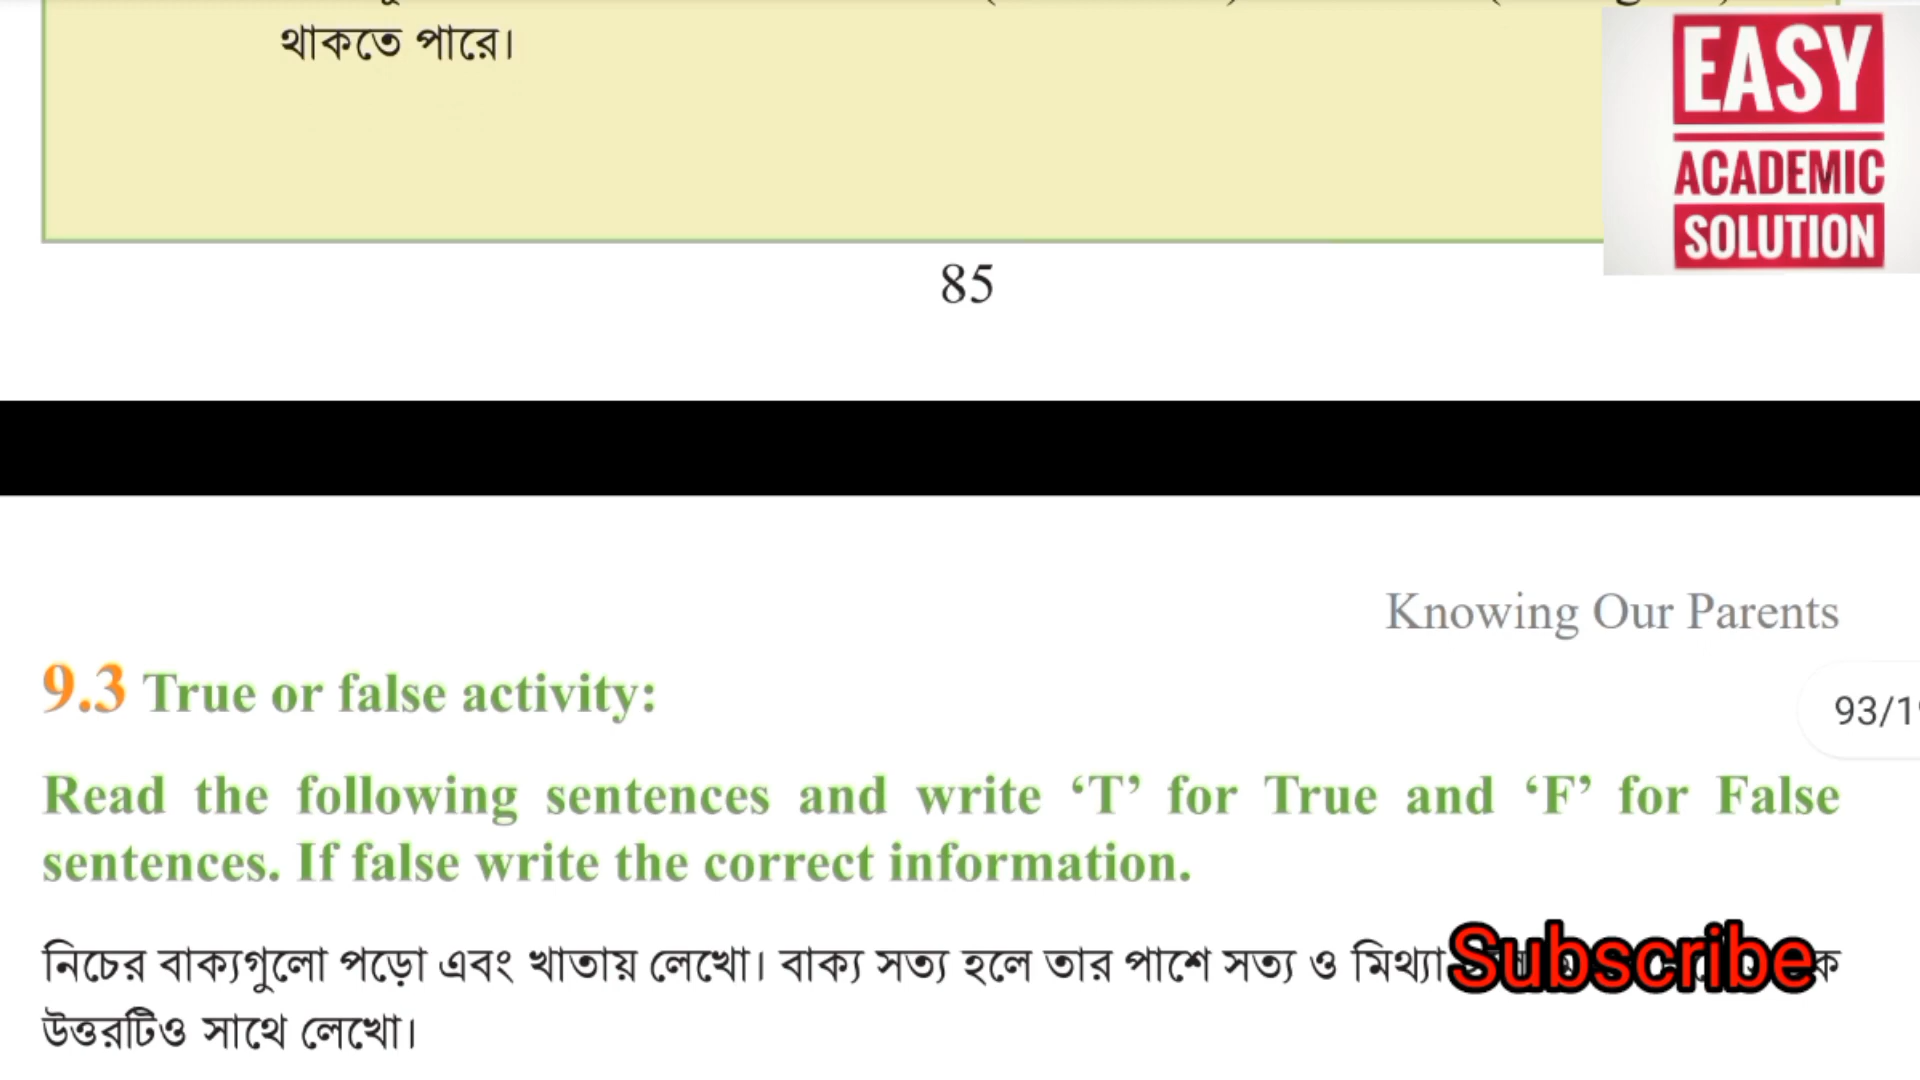 থাকতে পারে।
EASY
ACADEMIC
SOLUTION
85
Knowing Our Parents
9.3 True or false activity:
93/1
Read the following sentences and write ‘T’ for True and ‘F’ for False
sentences. If false write the correct information.
নিচের বাক্যগুলো পড়ো এবং খাতায় লেখো। বাক্য সত্য হলে তার পাশে সত্য ও মিথ্যা
Subscribe
উত্তরটিও সাথে লেখো।